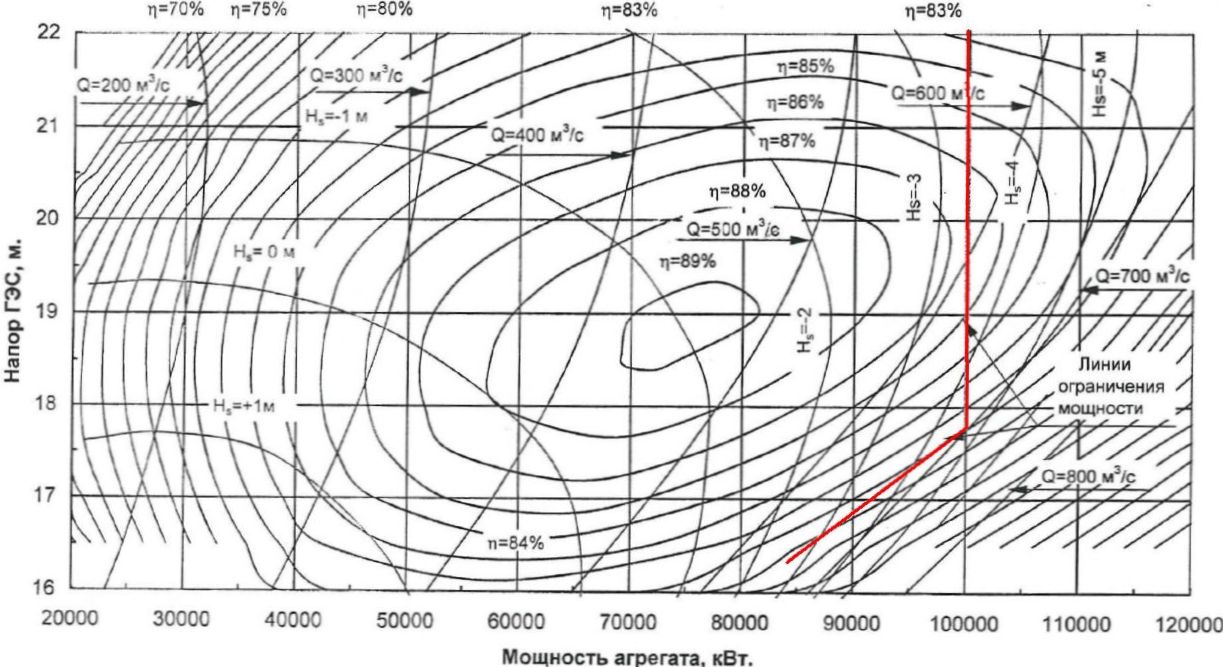 η=70% η=75% η=80% η=83% η=83%
22
η=85%
Hs=-5 м
Q=200 м³/с
Q=300 м³/с
Q=600 м³/с
η=86%
Hs=-1 м
21
Q=400 м³/с
η=87%
η=88%
Hs=-3
Hs=-4
20
Q=500 м³/с
Hs= 0 м
η=89%
Q=700 м³/с
19
Hs=-2
Линии
ограничения
мощности
18
Hs=+1м
Q=800 м³/с
17
η=84%
16
Напор ГЭС, м.
20000 30000 40000 50000 60000 70000 80000 90000 100000 110000 120000
Мощность агрегата, кВт.